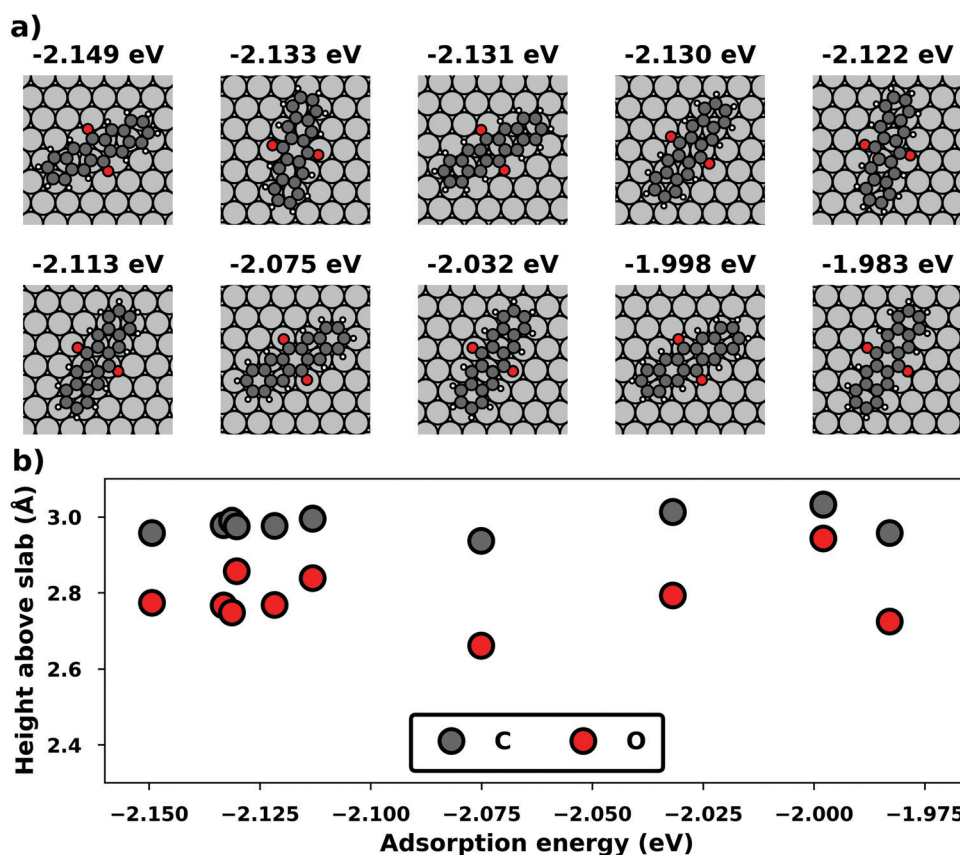 a)
-2.149 eV -2.133 eV -2.131 eV -2.130 eV -2.122 eV
-2.113 eV -2.075 eV -2.032 eV -1.998 eV -1.983 eV
b)
Height above slab (Å)
3.0
2.8
2.6
2.4
C O
−2.150 −2.125 −2.100 −2.075 −2.050 −2.025 −2.000 −1.975
Adsorption energy (eV)